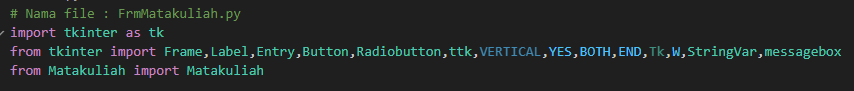 # Nama file : FrmMatakuliah.py
import tkinter as tk
from tkinter import Frame,Label,Entry,Button,Radiobutton,ttk,VERTICAL,YES,BOTH,END,Tk,W,StringVar,messagebox
from Matakuliah import Matakuliah